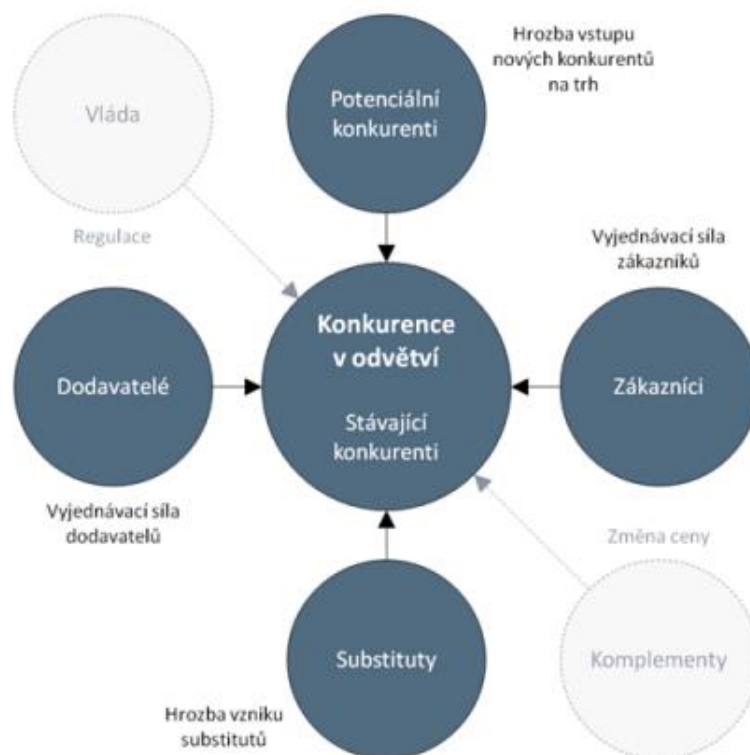 Hrozba vstupu
nových konkurentů
na trh
Potenciální
konkurenti
Vláda
Regulace
Vyjednávací síla
zákazníků
Konkurence
v odvětví
Stávající
konkurenti
Dodavatelé
Zákazníci
Vyjednávací síla
dodavatelů
Změna ceny
Substituty
Komplementy
Hrozba vzniku
substitutů